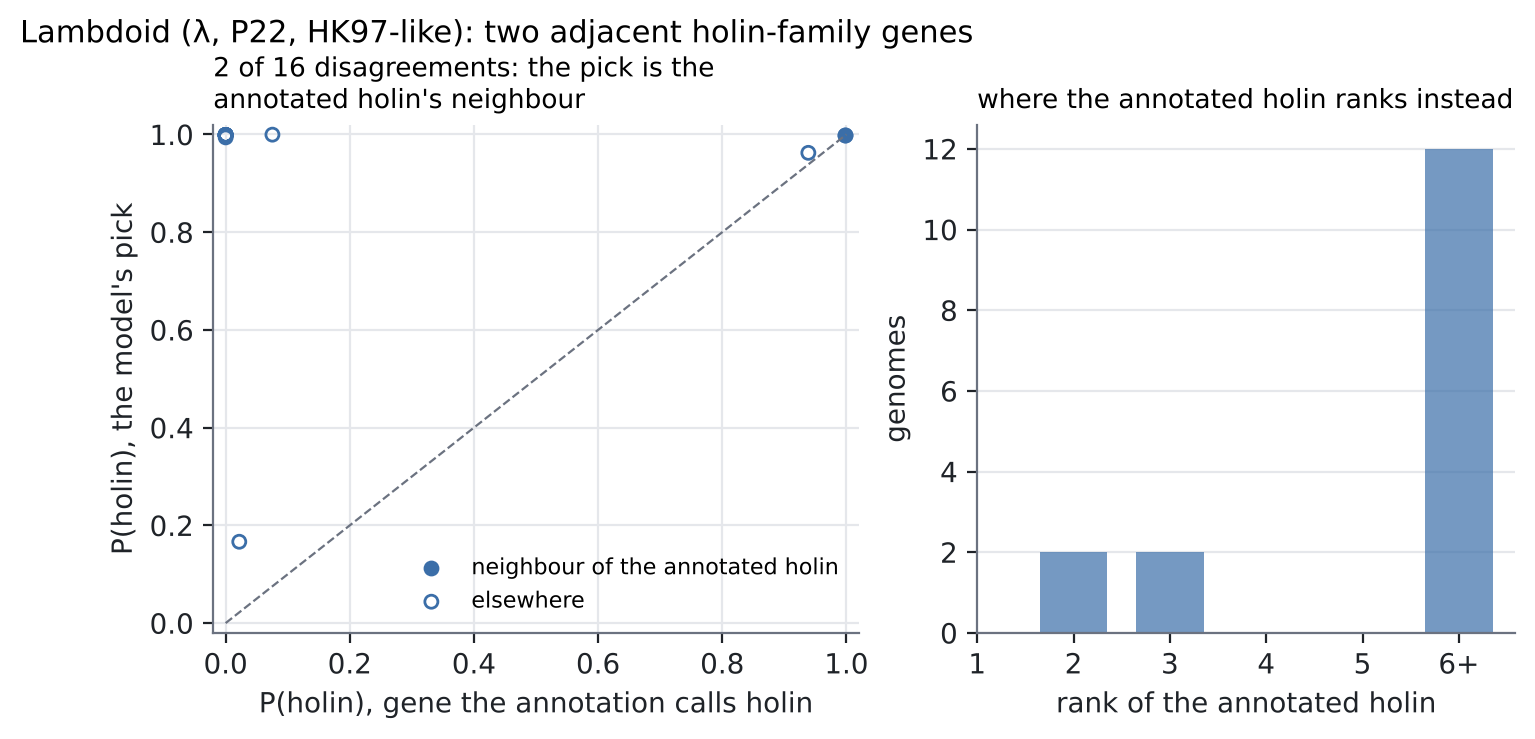 Lambdoid (λ, P22, HK97-like): two adjacent holin-family genes
2 of 16 disagreements: the pick is the
annotated holin's neighbour
P(holin), the model's pick
1.0
0.8
0.6
0.4
0.2
0.0
neighbour of the annotated holin
elsewhere
0.0 0.2 0.4 0.6 0.8 1.0
P(holin), gene the annotation calls holin
where the annotated holin ranks instead
genomes
12
10
8
6
4
2
0
1 2 3 4 5 6+
rank of the annotated holin